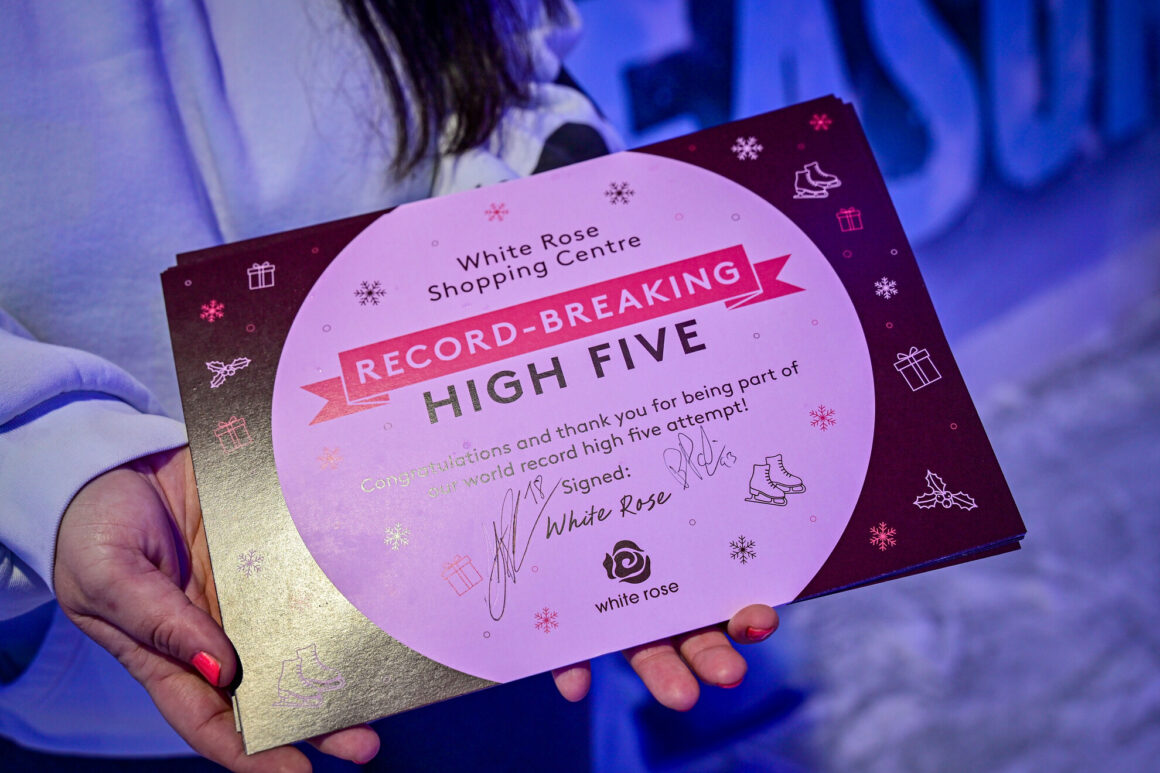 White Rose
Shopping Centre
RECORD-BREAKING
HIGH FIVE
Congratulations and thank you for being part of
our world record high five attempt!
Signed:
White Rose
white rose